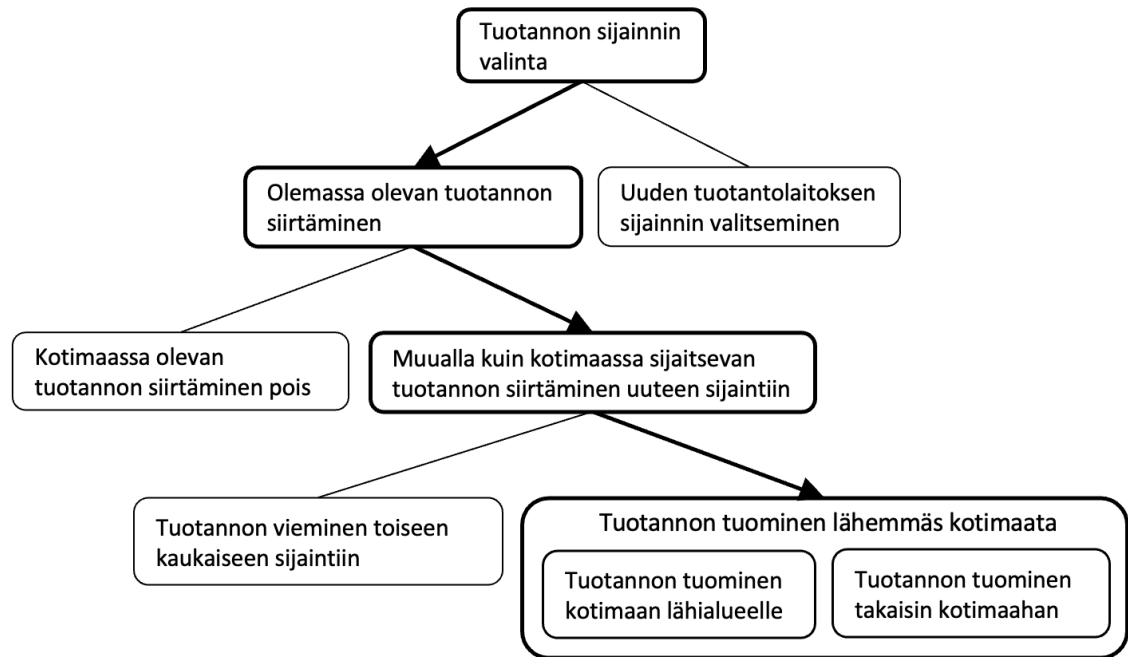 Tuotannon sijainnin
valinta
Olemassa olevan tuotannon
siirtäminen
Uuden tuotantolaitoksen
sijainnin valitseminen
Kotimaassa olevan
tuotannon siirtäminen pois
Muualla kuin kotimaassa sijaitsevan
tuotannon siirtäminen uuteen sijaintiin
Tuotannon vieminen toiseen
kaukaiseen sijaintiin
Tuotannon tuominen lähemmäs kotimaata
Tuotannon tuominen
kotimaan lähialueelle
Tuotannon tuominen
takaisin kotimaahan